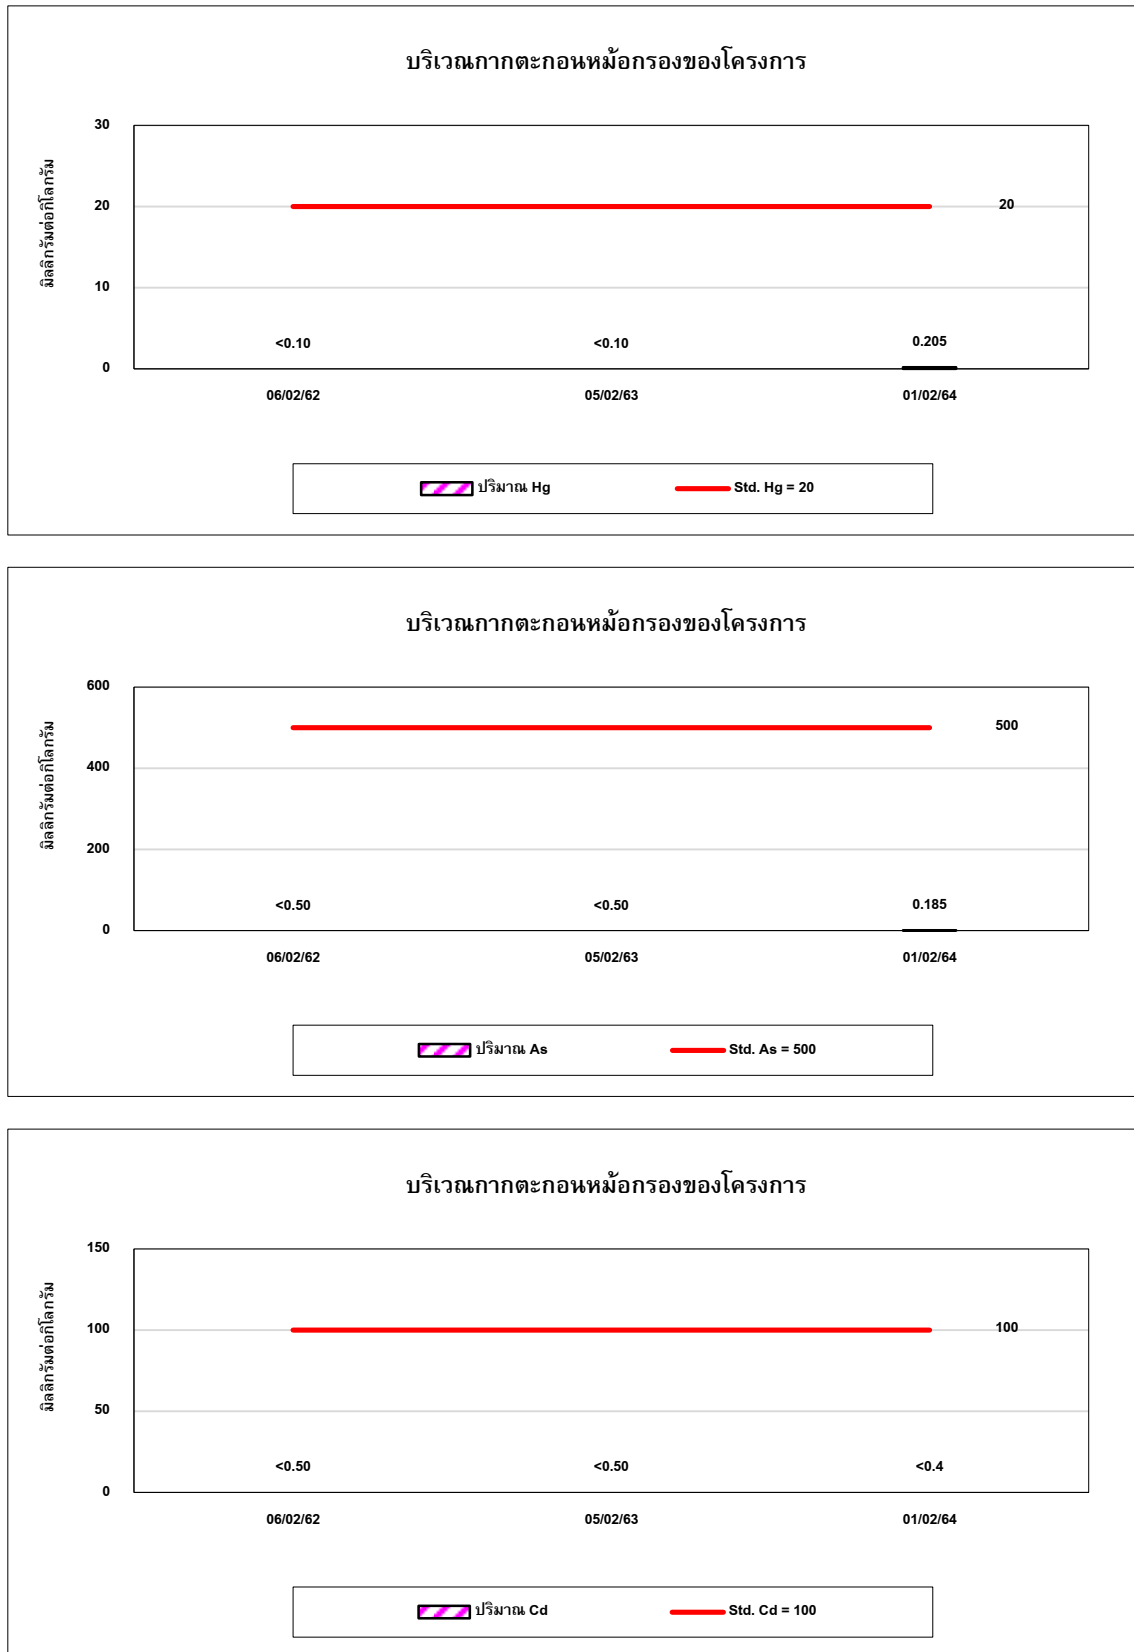 บริเวณกากตะกอนหม้อกรองของโครงการ
มิลลิกรัมต่อกิโลกรัม
30
20
20
10
<0.10
<0.10
0.205
0
06/02/62
05/02/63
01/02/64
ปริมาณ Hg
Std. Hg = 20
บริเวณกากตะกอนหม้อกรองของโครงการ
มิลลิกรัมต่อกิโลกรัม
600
500
400
200
<0.50
<0.50
0.185
0
06/02/62
05/02/63
01/02/64
ปริมาณ As
Std. As = 500
บริเวณกากตะกอนหม้อกรองของโครงการ
มิลลิกรัมต่อกิโลกรัม
150
100
100
50
<0.50
<0.50
<0.4
0
06/02/62
05/02/63
01/02/64
ปริมาณ Cd
Std. Cd = 100